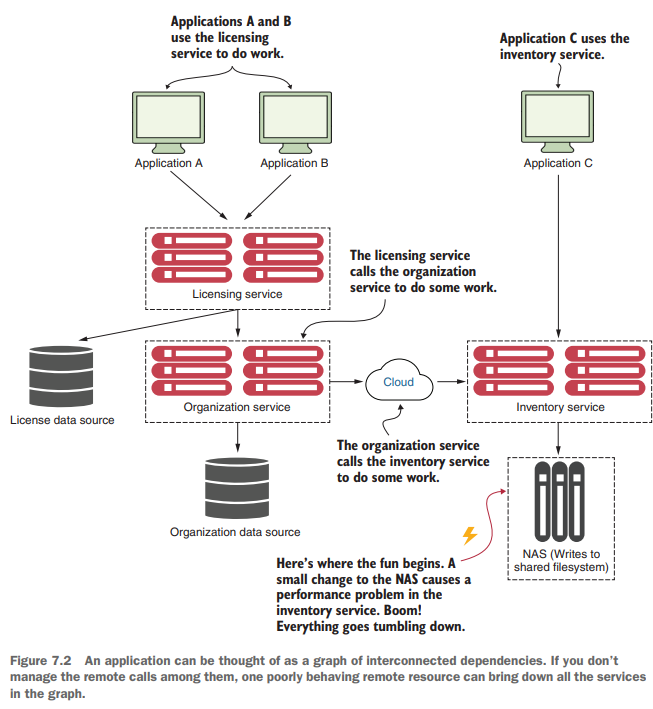 Applications A and B
use the licensing
service to do work.
Application C uses the
inventory service.
Application A
Application B
Application C
Licensing service
The licensing service
calls the organization
service to do some work.
License data source
Organization service
Cloud
Inventory service
The organization service
calls the inventory service
to do some work.
Organization data source
NAS (Writes to
shared filesystem)
Here's where the fun begins. A
small change to the NAS causes a
performance problem in the
inventory service. Boom!
Everything goes tumbling down.
Figure 7.2 An application can be thought of as a graph of interconnected dependencies. If you don't
manage the remote calls among them, one poorly behaving remote resource can bring down all the services
in the graph.